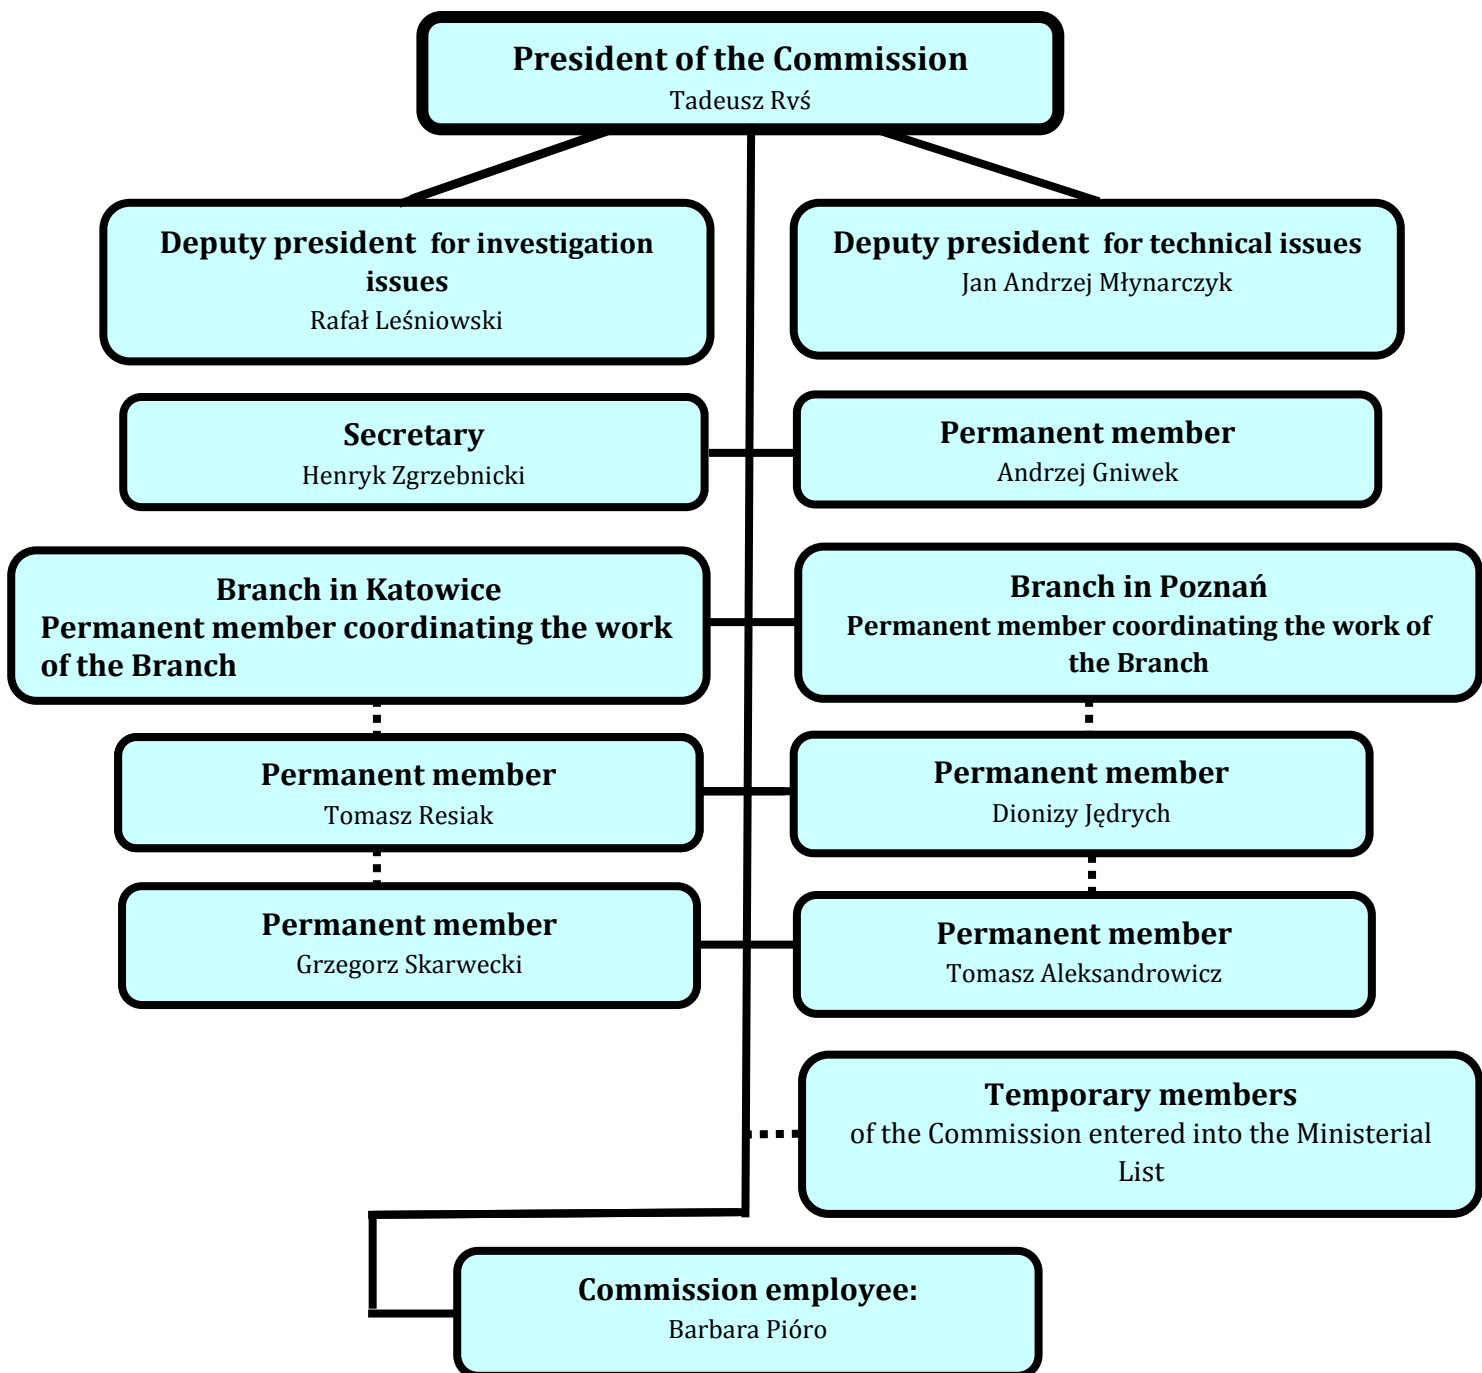 President of the Commission
Tadeusz Rvś
Deputy president for investigation
issues
Rafał Leśniowski
Deputy president for technical issues
Jan Andrzej Młynarczyk
Secretary
Henryk Zgrzebnicki
Permanent member
Andrzej Gniwek
Branch in Katowice
Permanent member coordinating the work
of the Branch
Branch in Poznań
Permanent member coordinating the work of
the Branch
Permanent member
Tomasz Resiak
Permanent member
Dionizy Jędrych
Permanent member
Grzegorz Skarwecki
Permanent member
Tomasz Aleksandrowicz
Temporary members
of the Commission entered into the Ministerial
List
Commission employee:
Barbara Pióro